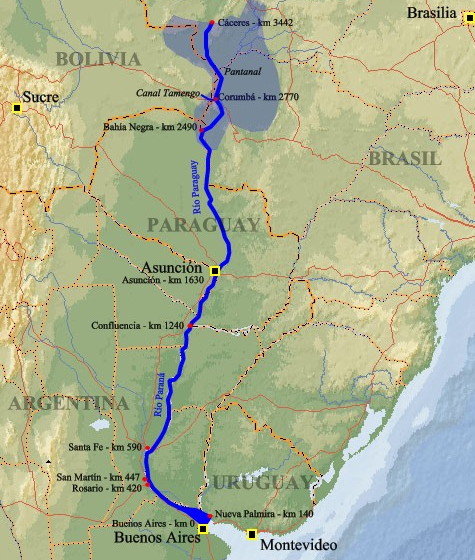 Brasilia
Cáceres - km 3442
BOLIVIA
Pantanal
Canal Tamengo
Corumbá - km 2770
Sucre
Bahía Negra - km 2490
BRASIL
Río Paraguay
PARAGUAY
Asunción
Asunción - km 1630
Confluencia - km 1240
Río Paraná
ARGENTINA
Santa Fe - km 590
San Martín - km 447
Rosario - km 420
URUGUAY
Nueva Palmira - km 140
Buenos Aires - km 0
Buenos Aires
Montevideo